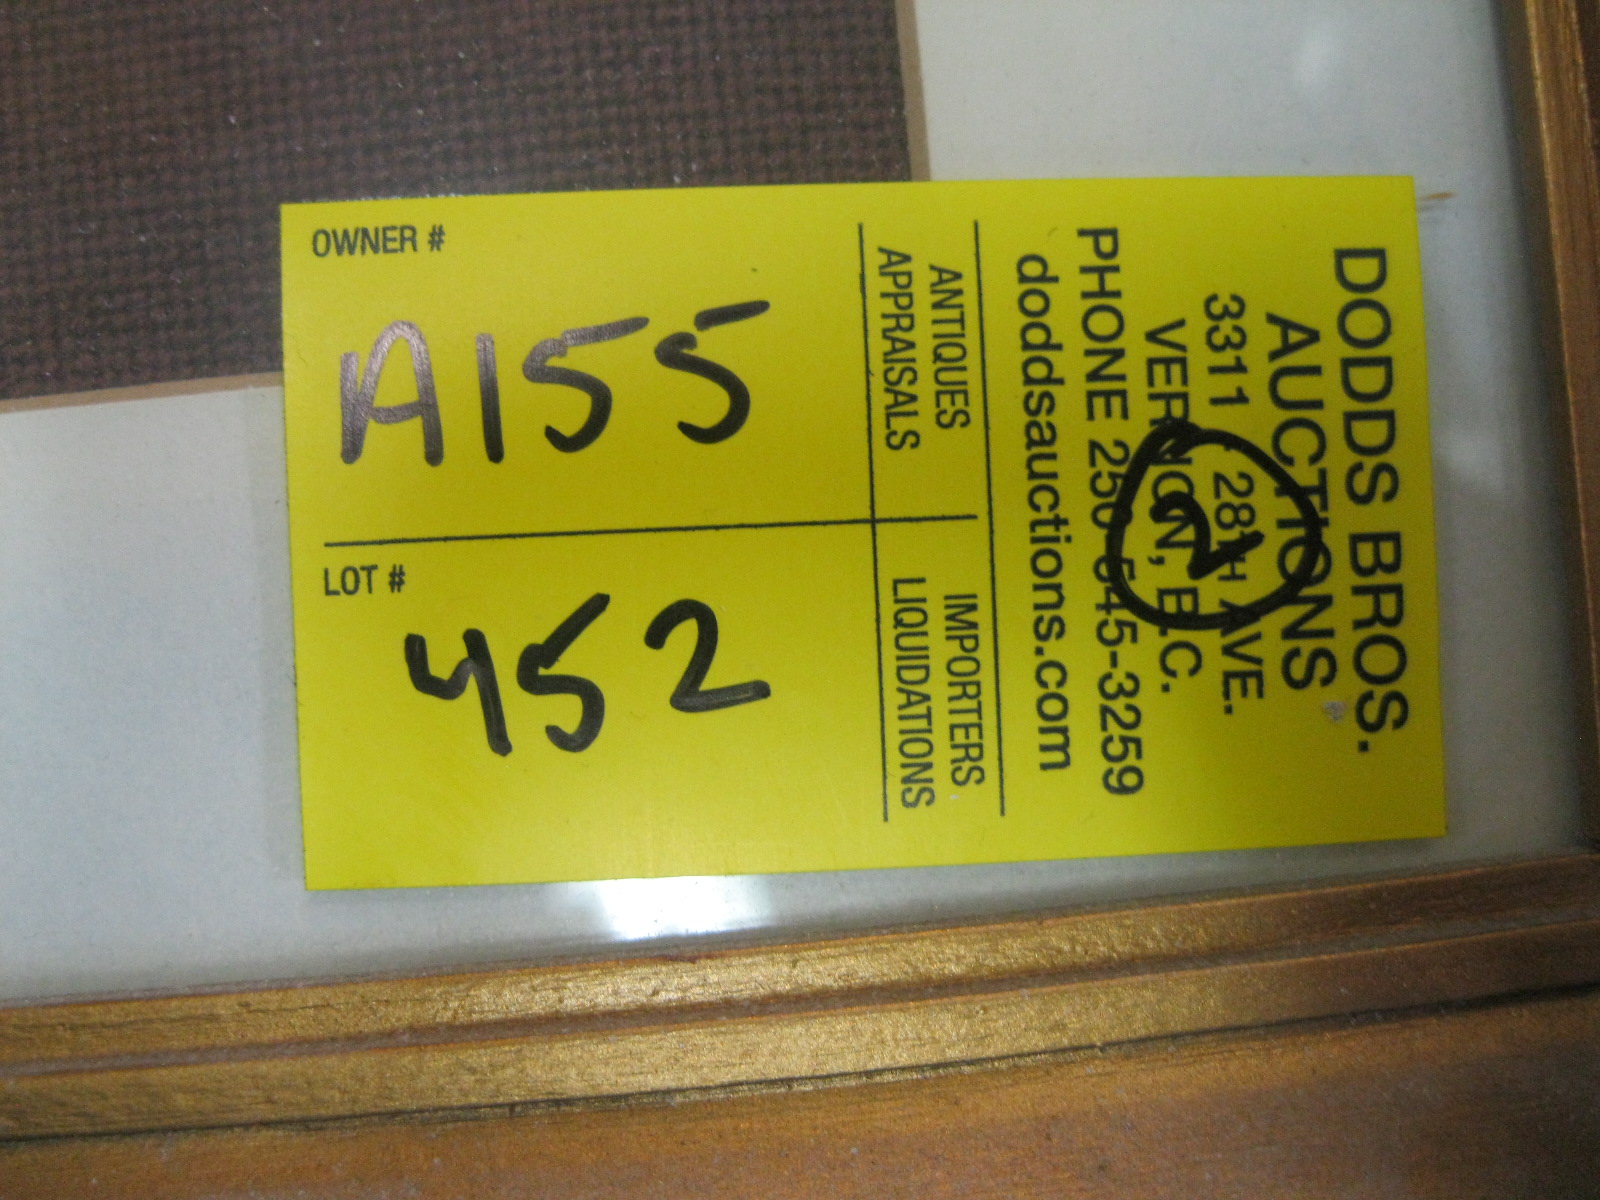 DODDS BROS.
AUCTIONS
3311 - 28TH AVE.
VERNON, B.C.
PHONE 250-545-3259
doddsauctions.com
2
ANTIQUES
APPRAISALS
IMPORTERS
LIQUIDATIONS
OWNER #
A155
LOT #
452